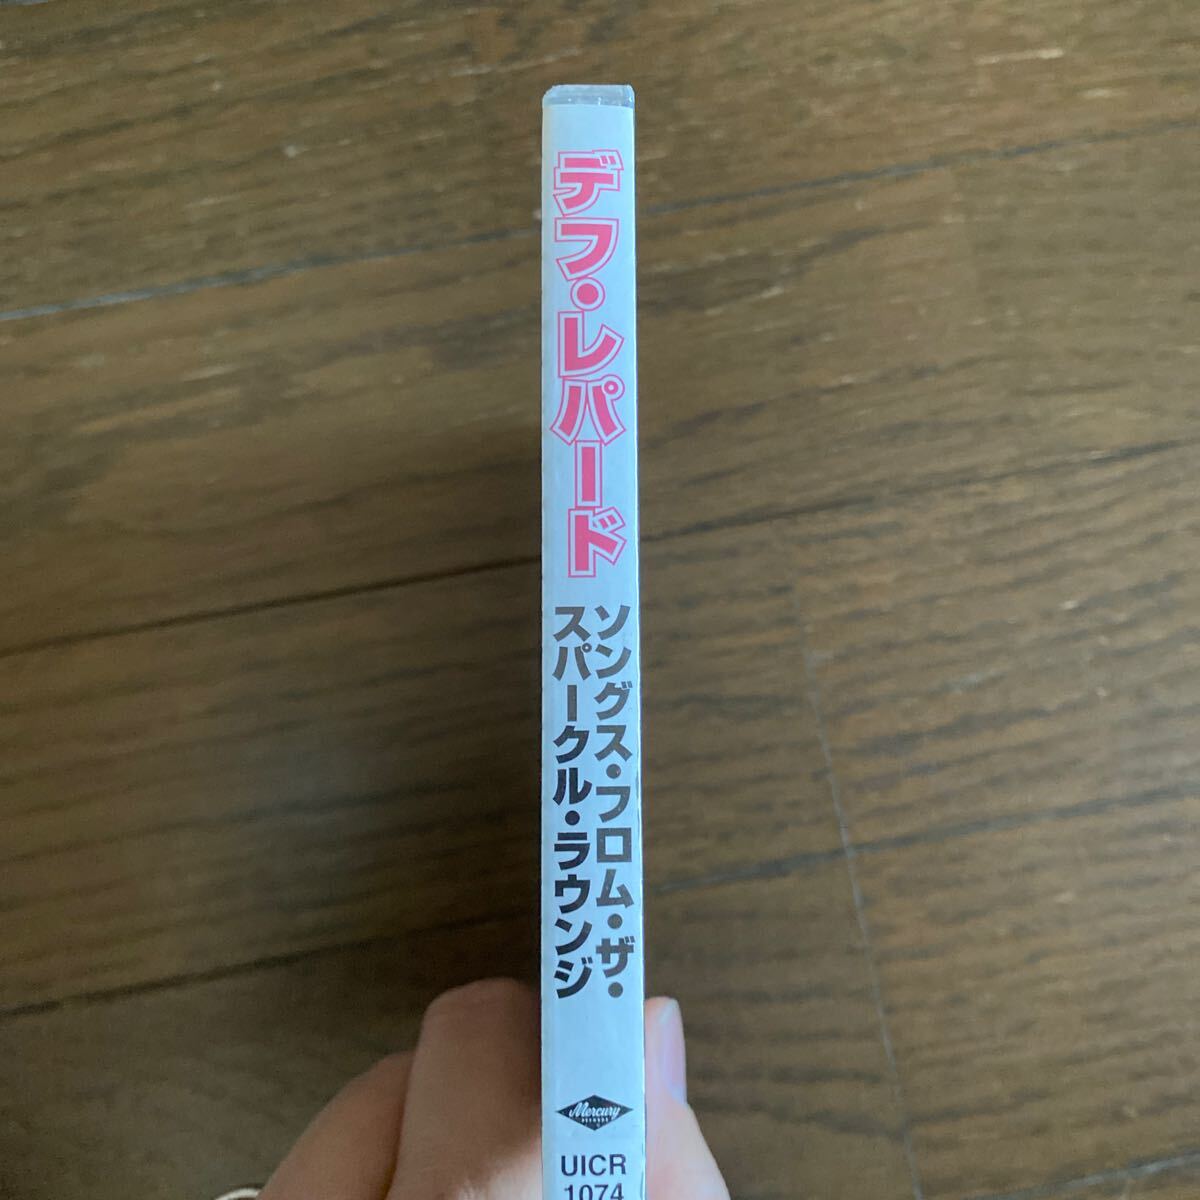 デフ・レパード
ソングス・フロム・ザ・
スパークル・ラウンジ
Mercury
RECORDS
UICR
1074